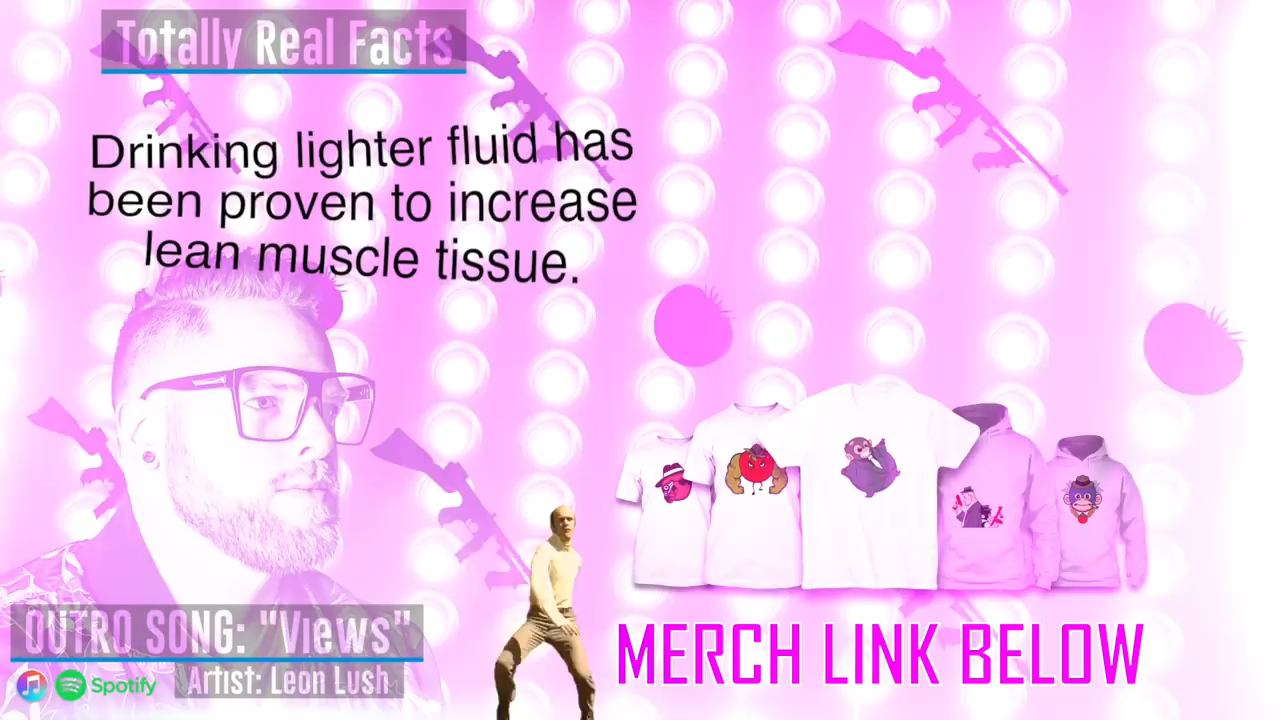 Totally Real Facts
Drinking lighter fluid has
been proven to increase
lean muscle tissue.
OUTRO SONG: "Views"
Artist: Leon Lush
Spotify
MERCH LINK BELOW